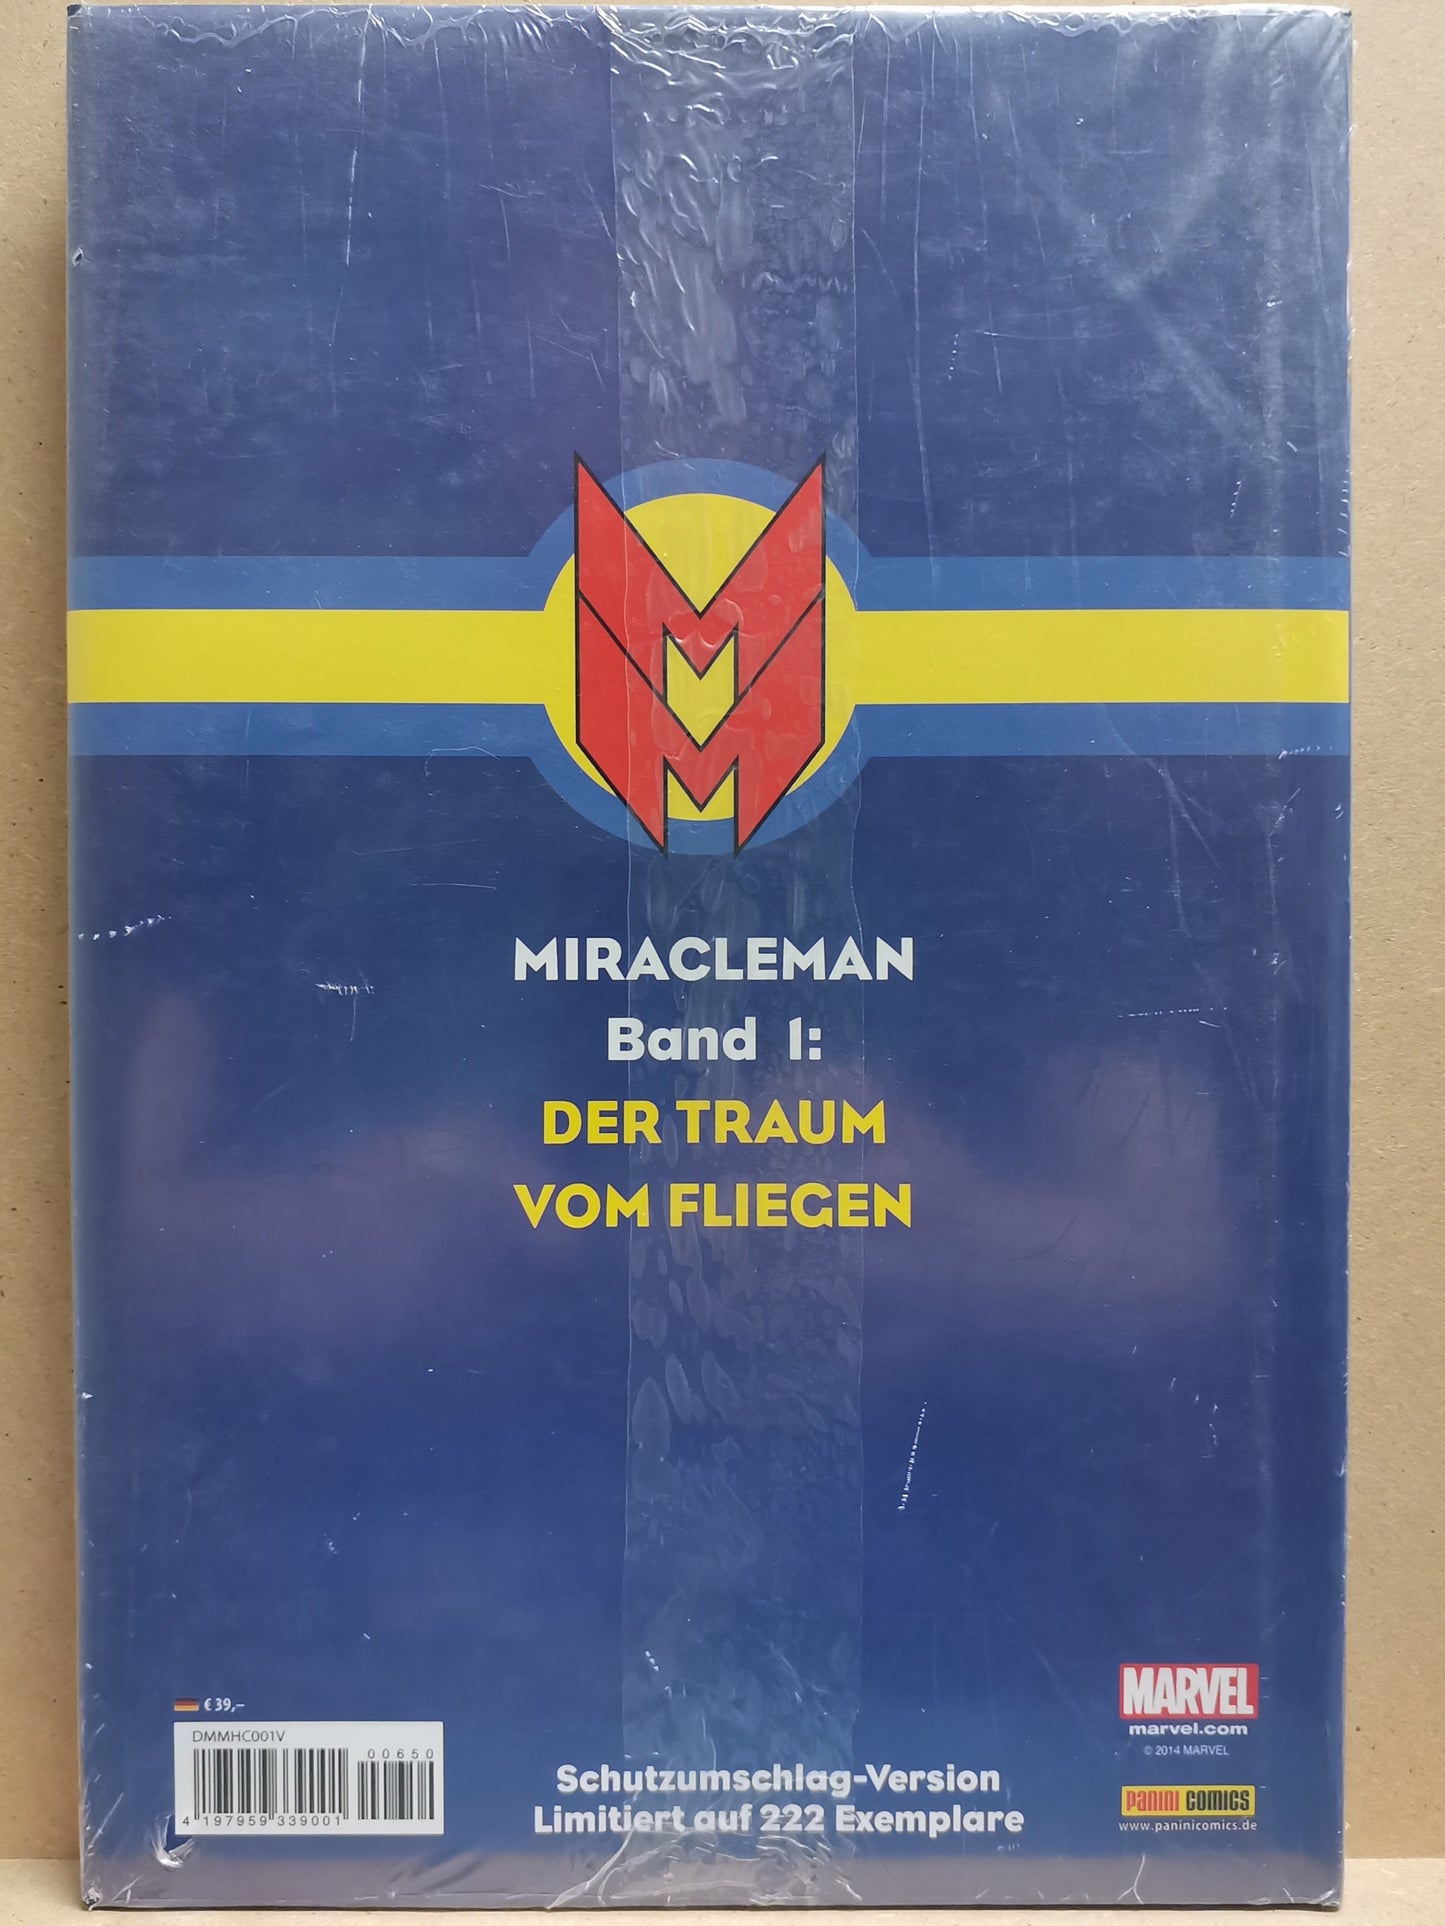 MIRACLEMAN
Band 1:
DER TRAUM
VOM FLIEGEN
€ 39,–
DMMHC001V
00650
4 197959 339001
Schutzumschlag-Version
Limitiert auf 222 Exemplare
MARVEL
marvel.com
© 2014 MARVEL
PANINI COMICS
www.paninicomics.de